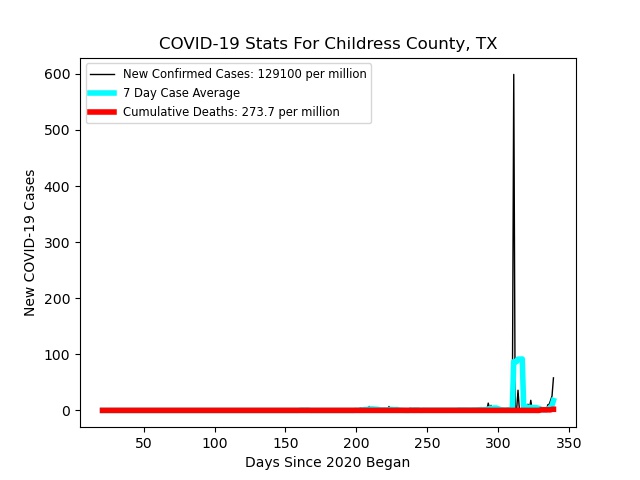 COVID-19 Stats For Childress County, TX
New Confirmed Cases: 129100 per million
7 Day Case Average
Cumulative Deaths: 273.7 per million
New COVID-19 Cases
600
500
400
300
200
100
0
50
100
150
200
250
300
350
Days Since 2020 Began